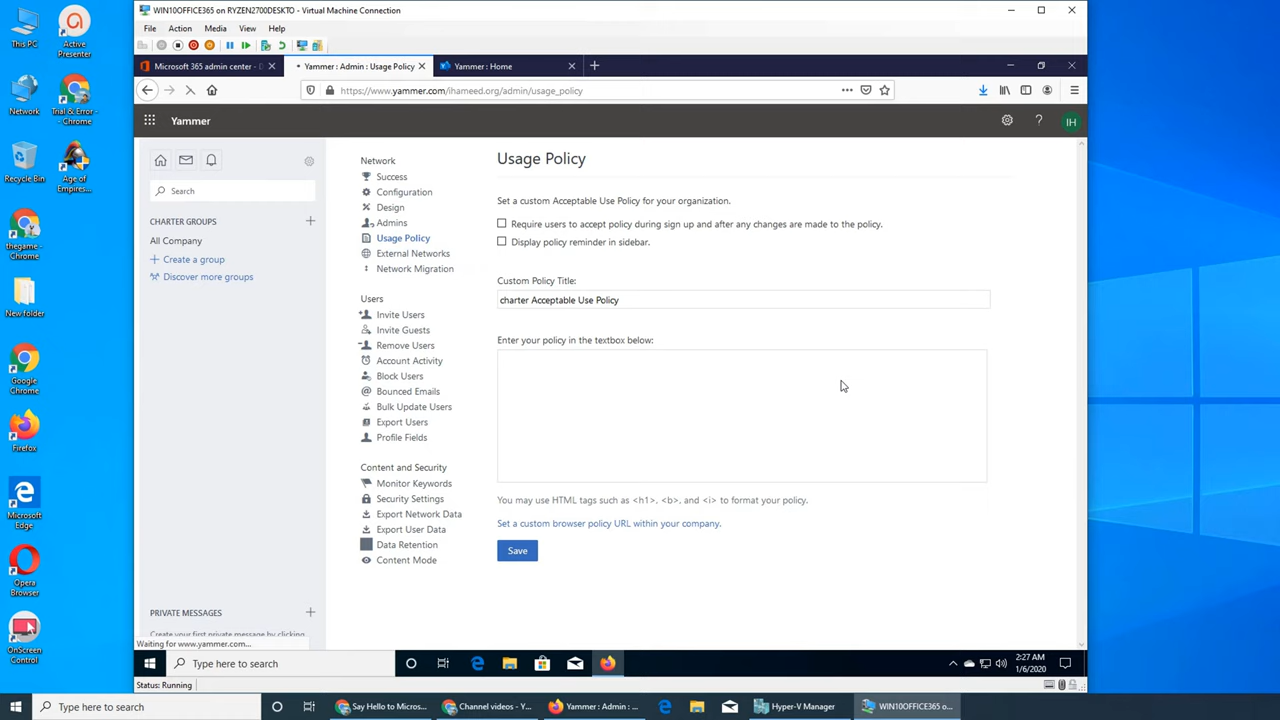 This PC
Active
Presenter
Network
Trial & Error -
Chrome
Recycle Bin
Age of
Empires...
thegame -
Chrome
New folder
Google
Chrome
Firefox
Microsoft
Edge
Opera
Browser
OnScreen
Control
WIN10OFFICE365 on RYZEN2700DESKTO - Virtual Machine Connection
File Action Media View Help
Microsoft 365 admin center - D
Yammer : Admin : Usage Policy
Yammer : Home
https://www.yammer.com/ihameed.org/admin/usage_policy
Yammer
?
IH
Search
CHARTER GROUPS
All Company
Create a group
Discover more groups
PRIVATE MESSAGES
Create your first private message by clicking
Waiting for www.yammer.com...
Network
Success
Configuration
Design
Admins
Usage Policy
External Networks
Network Migration
Users
Invite Users
Invite Guests
Remove Users
Account Activity
Block Users
Bounced Emails
Bulk Update Users
Export Users
Profile Fields
Content and Security
Monitor Keywords
Security Settings
Export Network Data
Export User Data
Data Retention
Content Mode
Usage Policy
Set a custom Acceptable Use Policy for your organization.
Require users to accept policy during sign up and after any changes are made to the policy.
Display policy reminder in sidebar.
Custom Policy Title:
charter Acceptable Use Policy
Enter your policy in the textbox below:
You may use HTML tags such as <h1>, <b>, and <i> to format your policy.
Set a custom browser policy URL within your company.
Save
Type here to search
2:27 AM
1/6/2020
Status: Running
Type here to search
Say Hello to Micros...
Channel videos - Y...
Yammer : Admin : ...
Hyper-V Manager
WIN10OFFICE365 o...